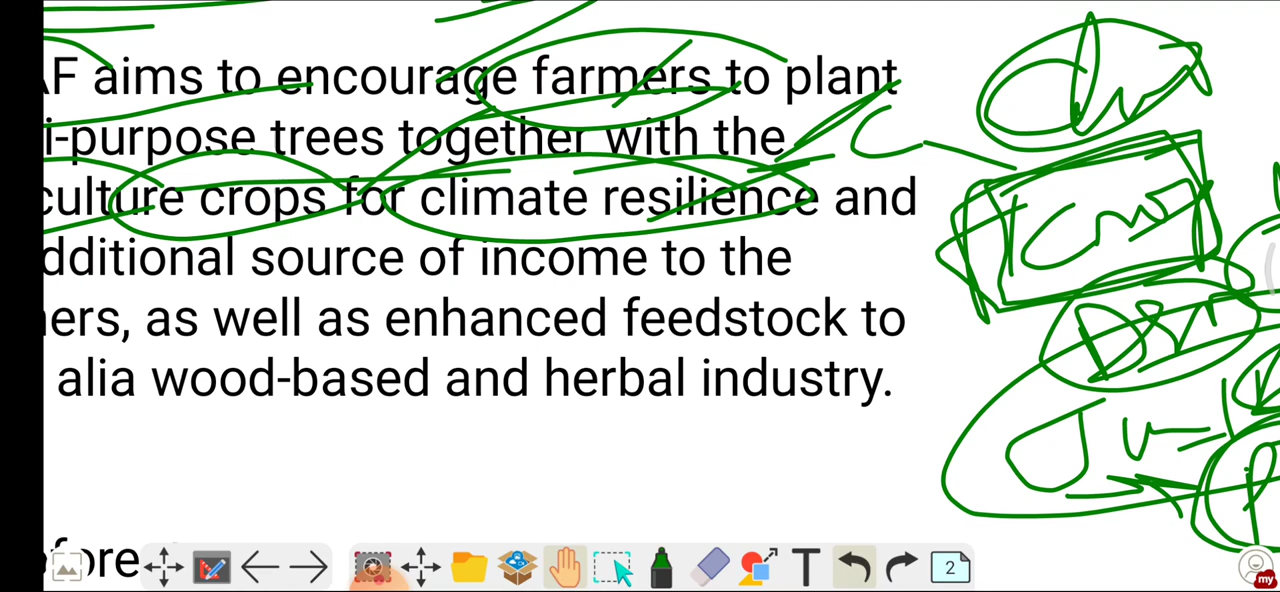 AF aims to encourage farmers to plant
i-purpose trees together with the
culture crops for climate resilience and
dditional source of income to the
ers, as well as enhanced feedstock to
alia wood-based and herbal industry.
fore
T
2
my